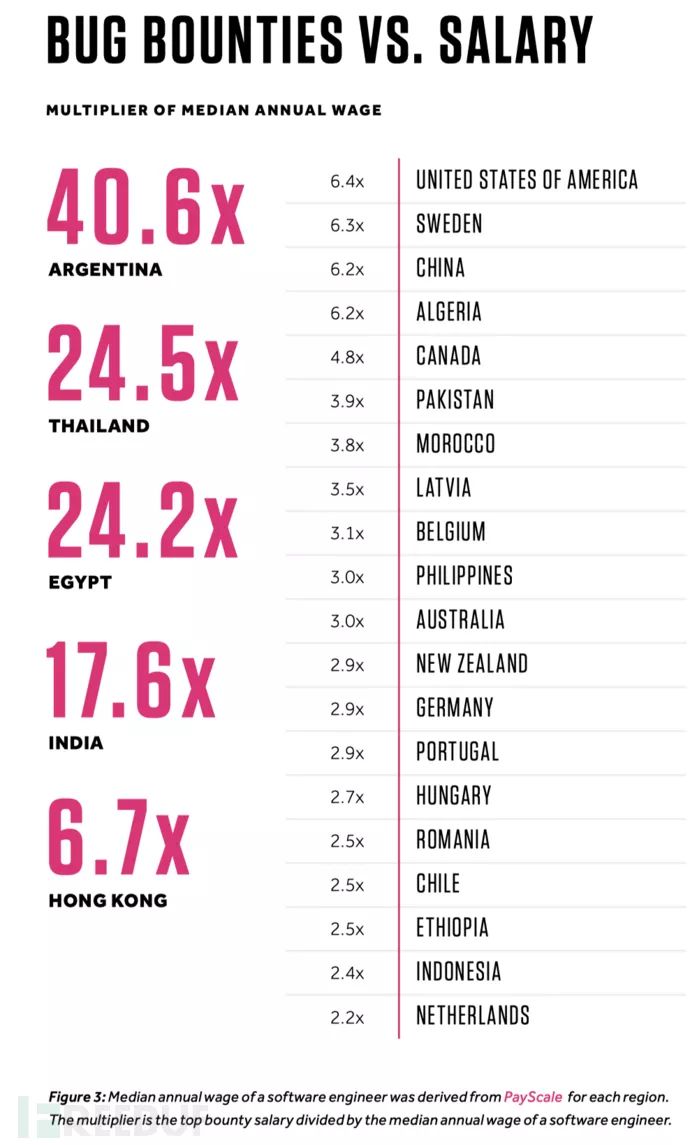 BUG BOUNTIES VS. SALARY
MULTIPLIER OF MEDIAN ANNUAL WAGE
40.6x
ARGENTINA
24.5x
THAILAND
24.2x
EGYPT
17.6x
INDIA
6.7x
HONG KONG
6.4x UNITED STATES OF AMERICA
6.3x SWEDEN
6.2x CHINA
6.2x ALGERIA
4.8x CANADA
3.9x PAKISTAN
3.8x MOROCCO
3.5x LATVIA
3.1x BELGIUM
3.0x PHILIPPINES
3.0x AUSTRALIA
2.9x NEW ZEALAND
2.9x GERMANY
2.9x PORTUGAL
2.7x HUNGARY
2.5x ROMANIA
2.5x CHILE
2.5x ETHIOPIA
2.4x INDONESIA
2.2x NETHERLANDS
Figure 3: Median annual wage of a software engineer was derived from PayScale for each region.
The multiplier is the top bounty salary divided by the median annual wage of a software engineer.